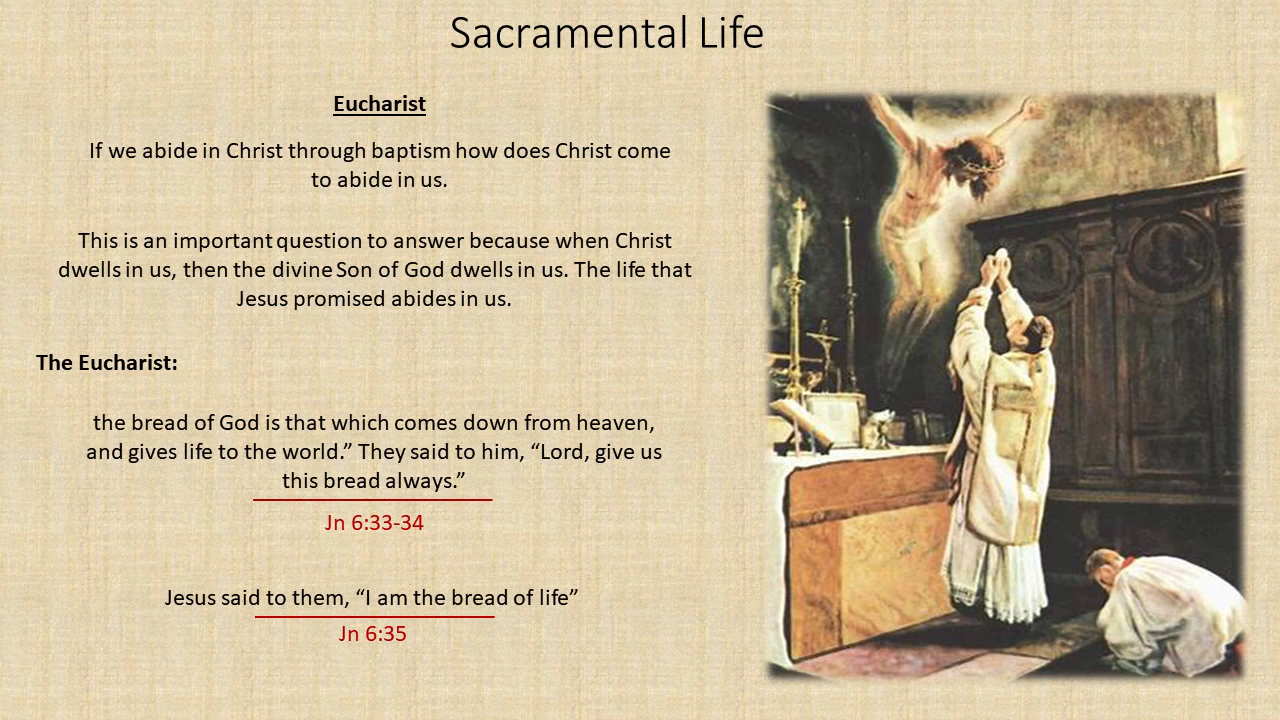 Sacramental Life
Eucharist
If we abide in Christ through baptism how does Christ come
to abide in us.
This is an important question to answer because when Christ
dwells in us, then the divine Son of God dwells in us. The life that
Jesus promised abides in us.
The Eucharist:
the bread of God is that which comes down from heaven,
and gives life to the world.” They said to him, “Lord, give us
this bread always.”
Jn 6:33-34
Jesus said to them, “I am the bread of life”
Jn 6:35